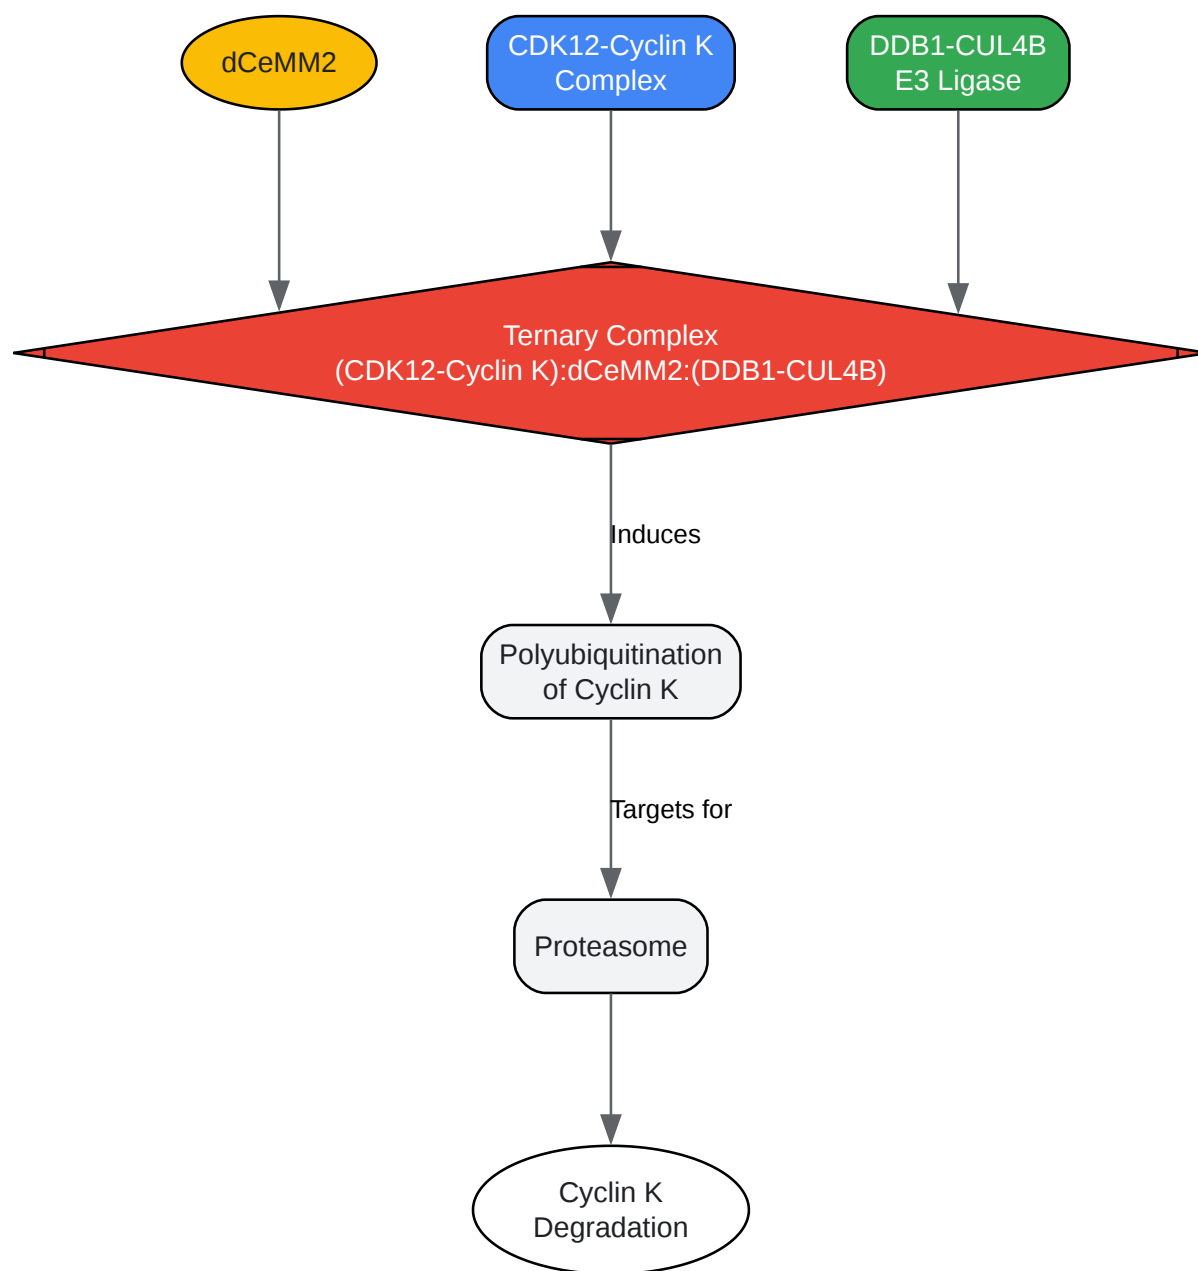 dCeMM2
CDK12-Cyclin K
Complex
DDB1-CUL4B
E3 Ligase
Ternary Complex
(CDK12-Cyclin K):dCeMM2:(DDB1-CUL4B)
Induces
Polyubiquitination
of Cyclin K
Targets for
Proteasome
Cyclin K
Degradation